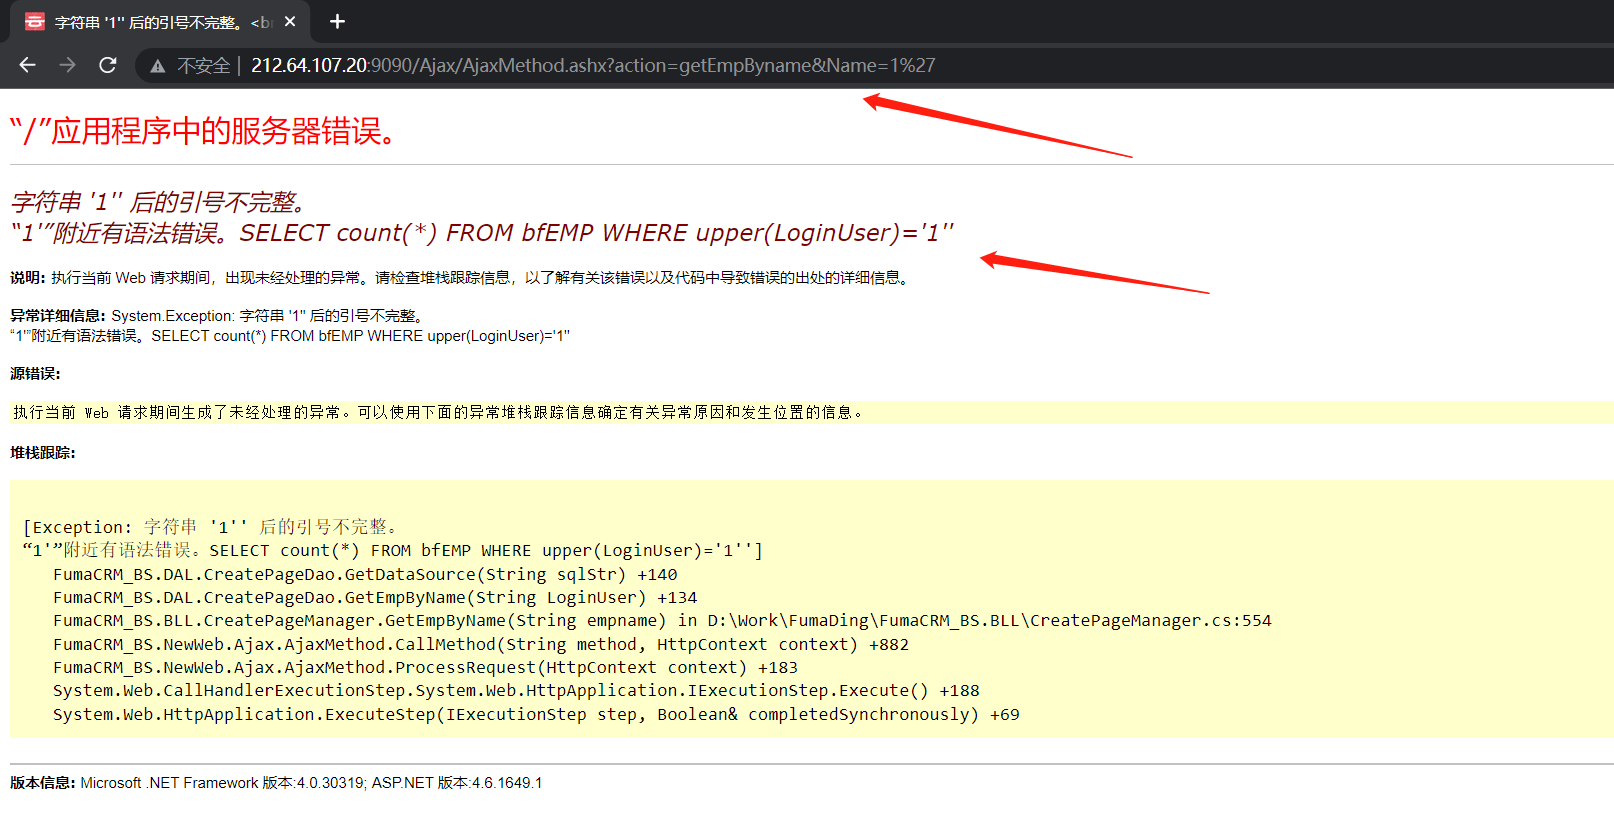 字符串 '1'' 后的引号不完整。<b
不安全 | 212.64.107.20:9090/Ajax/AjaxMethod.ashx?action=getEmpByname&Name=1%27
“/”应用程序中的服务器错误。
字符串 '1'' 后的引号不完整。
“1'”附近有语法错误。SELECT count(*) FROM bfEMP WHERE upper(LoginUser)='1''
说明: 执行当前 Web 请求期间，出现未经处理的异常。请检查堆栈跟踪信息，以了解有关该错误以及代码中导致错误的出处的详细信息。
异常详细信息: System.Exception: 字符串 '1'' 后的引号不完整。
“1'”附近有语法错误。SELECT count(*) FROM bfEMP WHERE upper(LoginUser)='1''
源错误:
执行当前 Web 请求期间生成了未经处理的异常。可以使用下面的异常堆栈跟踪信息确定有关异常原因和发生位置的信息。
堆栈跟踪:
[Exception: 字符串 '1'' 后的引号不完整。
“1'”附近有语法错误。SELECT count(*) FROM bfEMP WHERE upper(LoginUser)='1'']
FumaCRM_BS.DAL.CreatePageDao.GetDataSource(String sqlStr) +140
FumaCRM_BS.DAL.CreatePageDao.GetEmpByName(String LoginUser) +134
FumaCRM_BS.BLL.CreatePageManager.GetEmpByName(String empname) in D:\Work\FumaDing\FumaCRM_BS.BLL\CreatePageManager.cs:554
FumaCRM_BS.NewWeb.Ajax.AjaxMethod.CallMethod(String method, HttpContext context) +882
FumaCRM_BS.NewWeb.Ajax.AjaxMethod.ProcessRequest(HttpContext context) +183
System.Web.CallHandlerExecutionStep.System.Web.HttpApplication.IExecutionStep.Execute() +188
System.Web.HttpApplication.ExecuteStep(IExecutionStep step, Boolean& completedSynchronously) +69
版本信息: Microsoft .NET Framework 版本:4.0.30319; ASP.NET 版本:4.6.1649.1